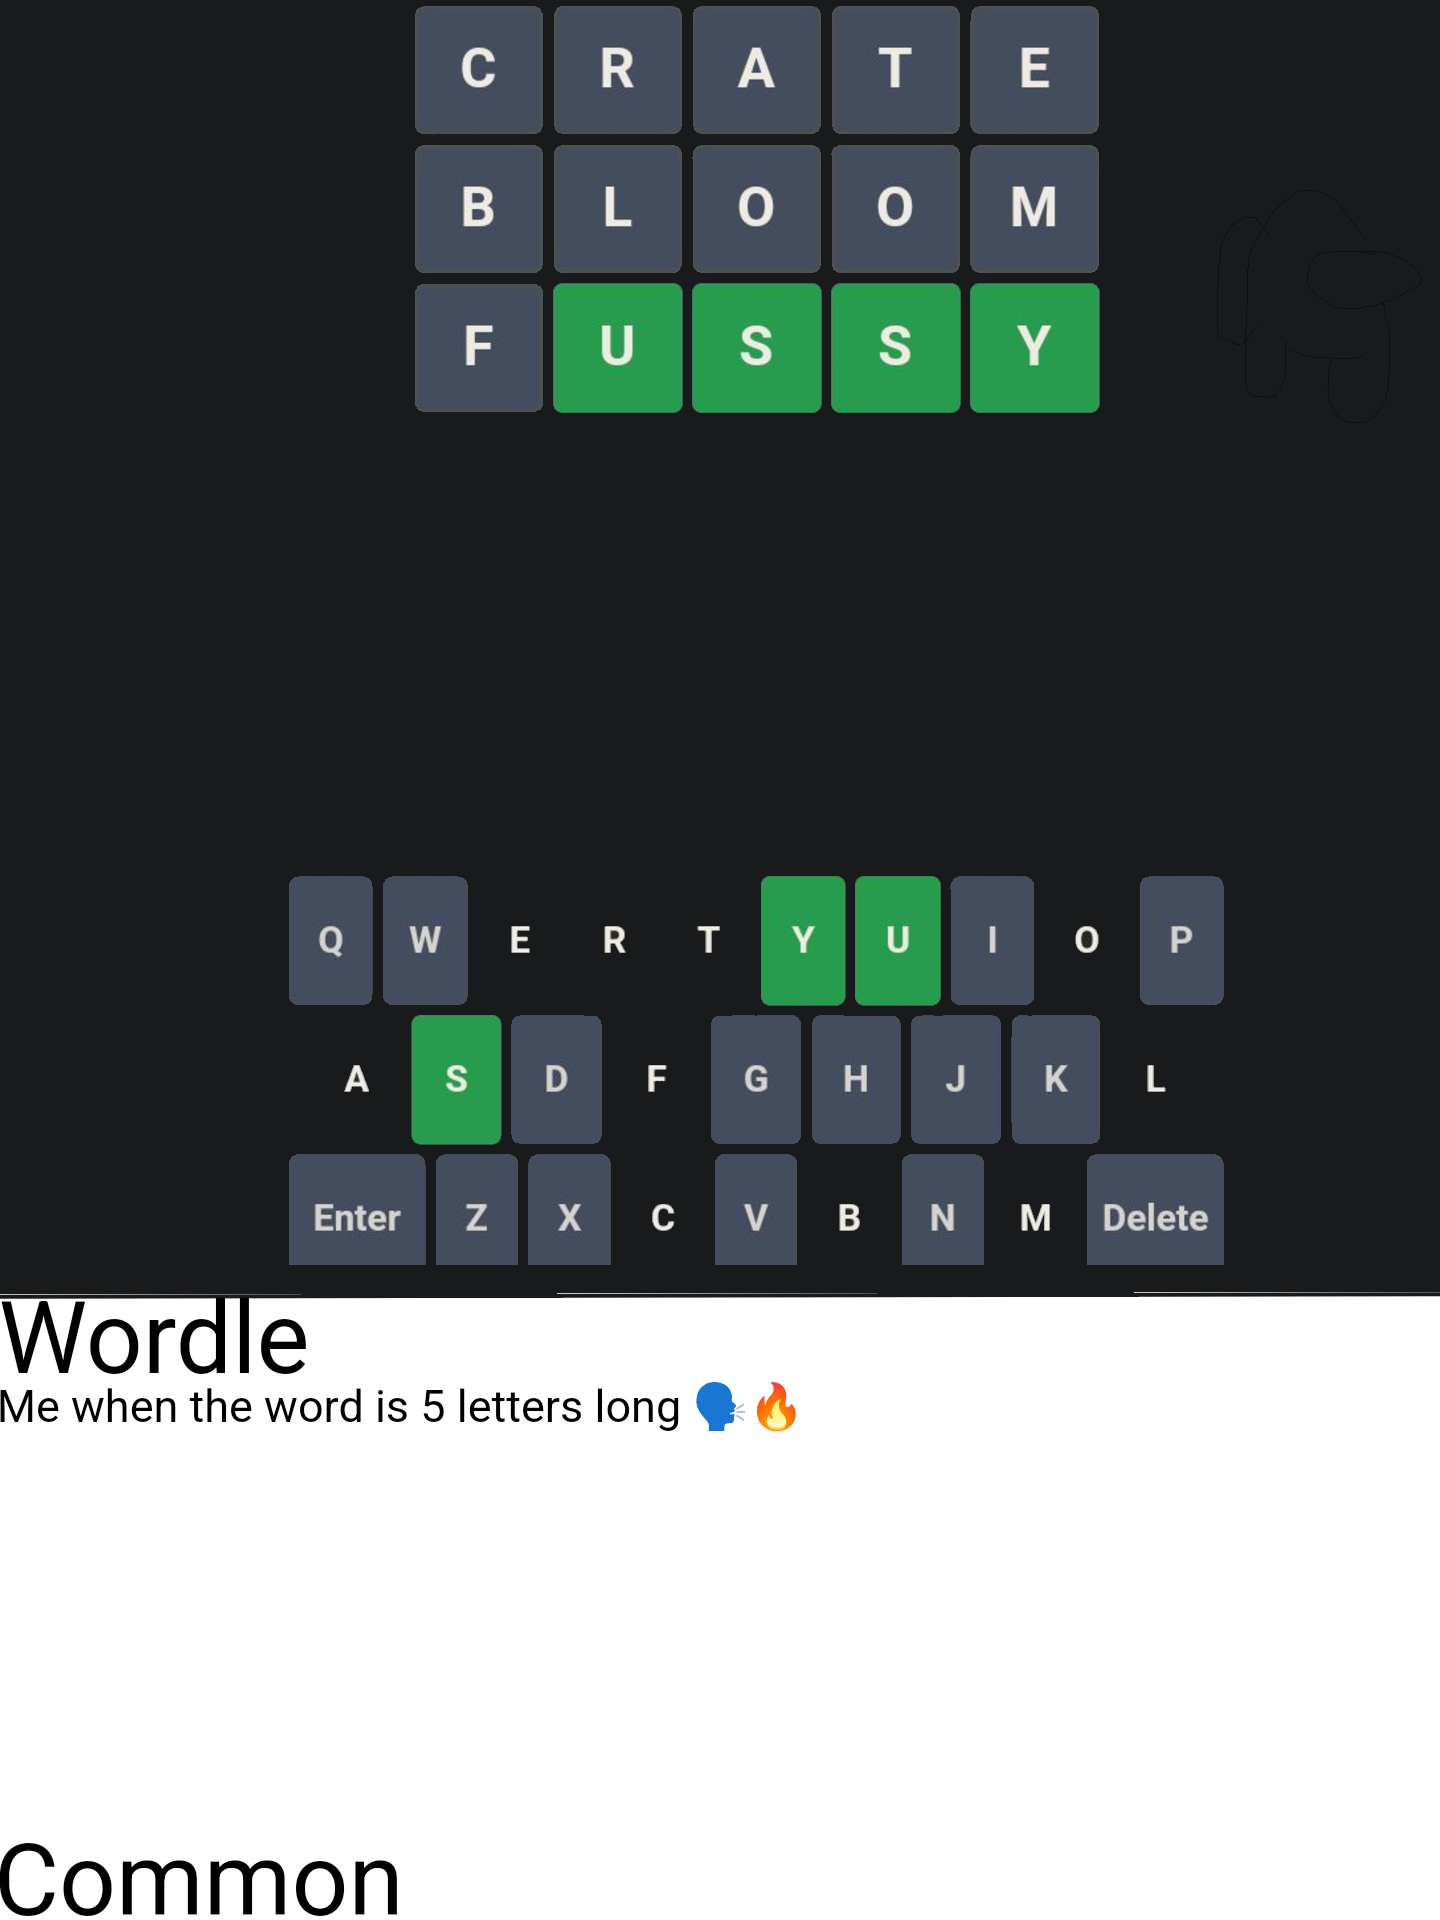 C R A T E
B L O O M
F U S S Y
Q W E R T Y U I O P
A S D F G H J K L
Enter Z X C V B N M Delete
Wordle
Me when the word is 5 letters long 🗣️🔥
Common